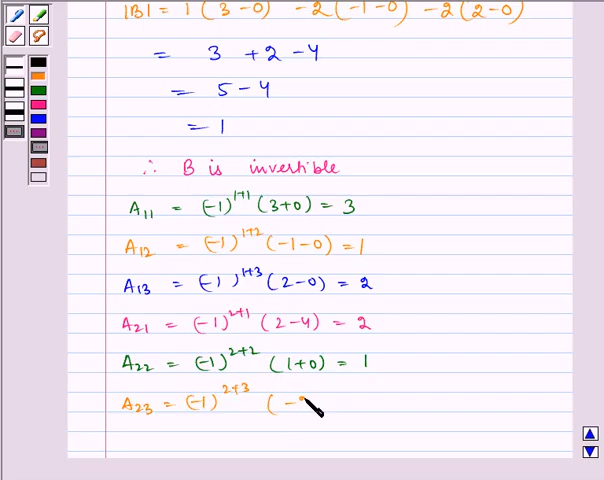 |B| = 1 (3-0) -2(-1-0) -2(2-0)
= 3 +2 -4
= 5-4
= 1
∴ B is invertible
A₁₁ = (-1)¹⁺¹ (3+0) = 3
A₁₂ = (-1)¹⁺² (-1-0) = 1
A₁₃ = (-1)¹⁺³ (2-0) = 2
A₂₁ = (-1)²⁺¹ (2-4) = 2
A₂₂ = (-1)²⁺² (1+0) = 1
A₂₃ = (-1)²⁺³ (-